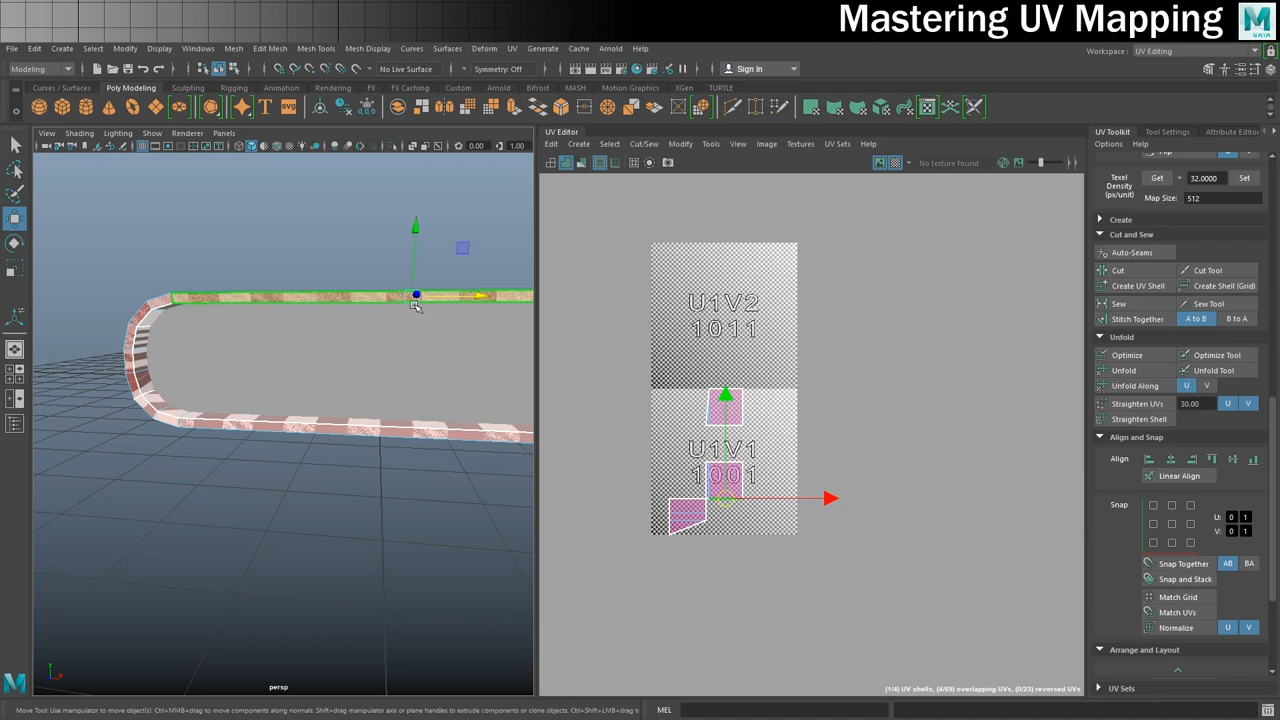 Mastering UV Mapping
MAYA
File Edit Create Select Modify Display Windows Mesh Edit Mesh Mesh Tools Mesh Display Curves Surfaces Deform UV Generate Cache Arnold Help
Workspace : UV Editing
Modeling
No Live Surface
Symmetry: Off
Sign In
Curves / Surfaces Poly Modeling Sculpting Rigging Animation Rendering FX FX Caching Custom Arnold Bifrost MASH Motion Graphics XGen TURTLE
View Shading Lighting Show Renderer Panels
0.00 1.00
persp
UV Editor
Edit Create Select Cut/Sew Modify Tools View Image Textures UV Sets Help
No texture found
U1V2
1011
U1V1
1001
(1/4) UV shells, (4/69) overlapping UVs, (0/23) reversed UVs
UV Toolkit Tool Settings Attribute Editor
Options Help
Flip U V
Texel
Density
(px/unit)
Get 32.0000 Set
Map Size: 512
Create
Cut and Sew
Auto-Seams
Cut Cut Tool
Create UV Shell Create Shell (Grid)
Sew Sew Tool
Stitch Together A to B B to A
Unfold
Optimize Optimize Tool
Unfold Unfold Tool
Unfold Along U V
Straighten UVs 30.00 U V
Straighten Shell
Align and Snap
Align
Linear Align
Snap
U: 0 1
V: 0 1
Snap Together AB BA
Snap and Stack
Match Grid
Match UVs
Normalize U V
Arrange and Layout
UV Sets
Move Tool: Use manipulator to move object(s). Ctrl+MMB+drag to move components along normals. Shift+drag manipulator axis or plane handles to extrude components or clone objects. Ctrl+Shift+LMB+drag to
MEL